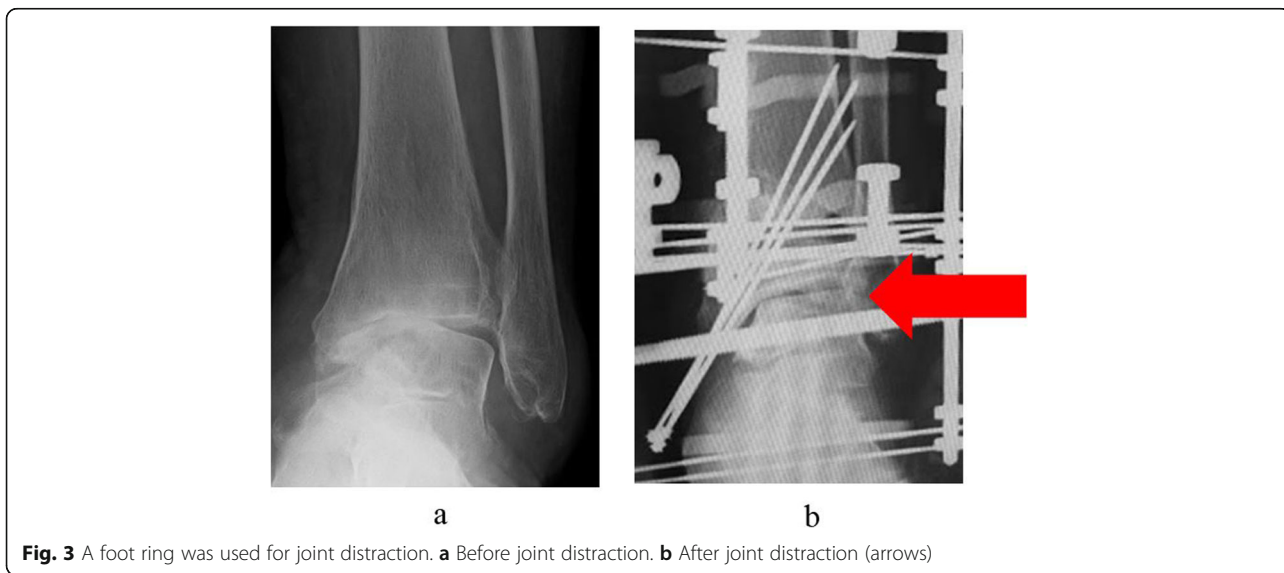 a
b
Fig. 3 A foot ring was used for joint distraction. a Before joint distraction. b After joint distraction (arrows)